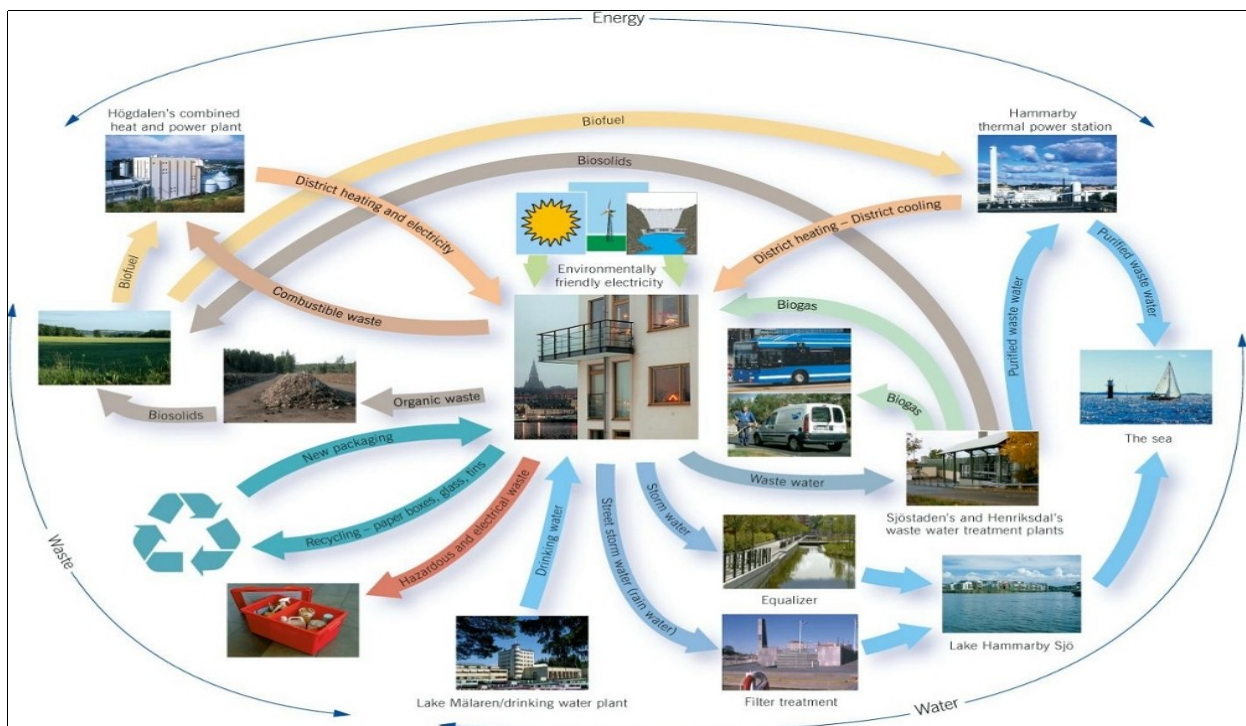 Energy
Högdalen's combined
heat and power plant
Hammarby
thermal power station
Biofuel
Biosolids
District heating and electricity
District heating – District cooling
Environmentally
friendly electricity
Biofuel
Combustible waste
Biogas
Purified waste water
Purified waste water
Biogas
Biosolids
Organic waste
The sea
New packaging
Waste water
Recycling – paper boxes, glass, tins
Hazardous and electrical waste
Drinking water
Street storm water (rain water)
Storm water
Sjöstaden's and Henriksdal's
waste water treatment plants
Waste
Equalizer
Lake Hammarby Sjö
Lake Mälaren/drinking water plant
Filter treatment
Water